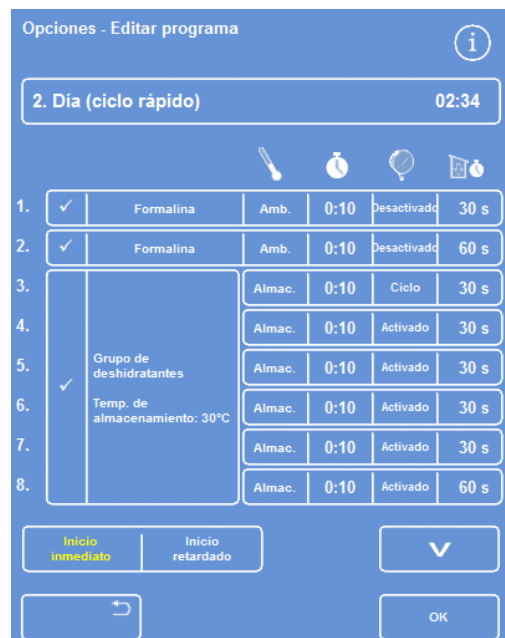 Opciones - Editar programa
i
2. Día (ciclo rápido) 02:34
1. ✓ Formalina Amb. 0:10 Desactivado 30 s
2. ✓ Formalina Amb. 0:10 Desactivado 60 s
3. Almac. 0:10 Ciclo 30 s
4. Almac. 0:10 Activado 30 s
5. Almac. 0:10 Activado 30 s
6. Almac. 0:10 Activado 30 s
7. Almac. 0:10 Activado 30 s
8. Almac. 0:10 Activado 60 s
✓ Grupo de
deshidratantes
Temp. de
almacenamiento: 30°C
Inicio
inmediato
Inicio
retardado
OK